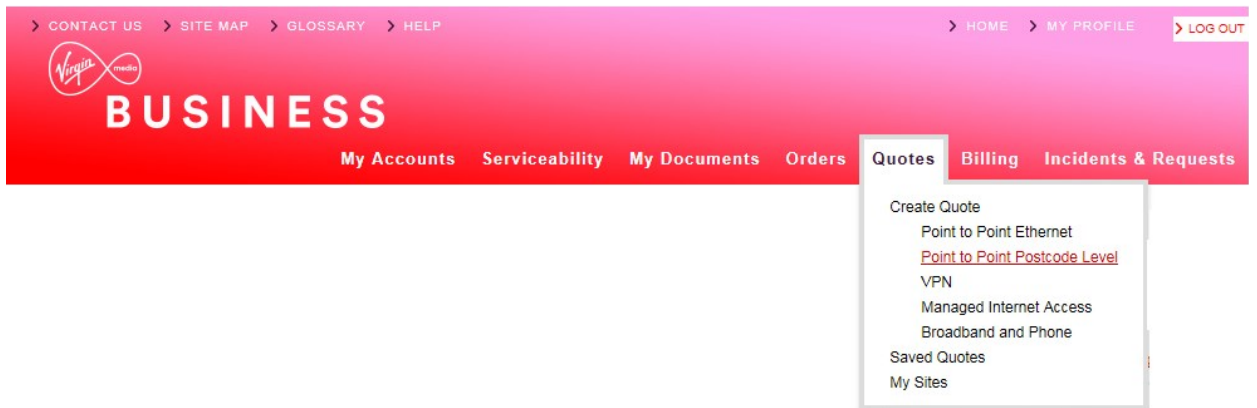 CONTACT US SITE MAP GLOSSARY HELP HOME MY PROFILE LOG OUT
Virgin media
BUSINESS
My Accounts Serviceability My Documents Orders Quotes Billing Incidents & Requests
Create Quote
Point to Point Ethernet
Point to Point Postcode Level
VPN
Managed Internet Access
Broadband and Phone
Saved Quotes
My Sites